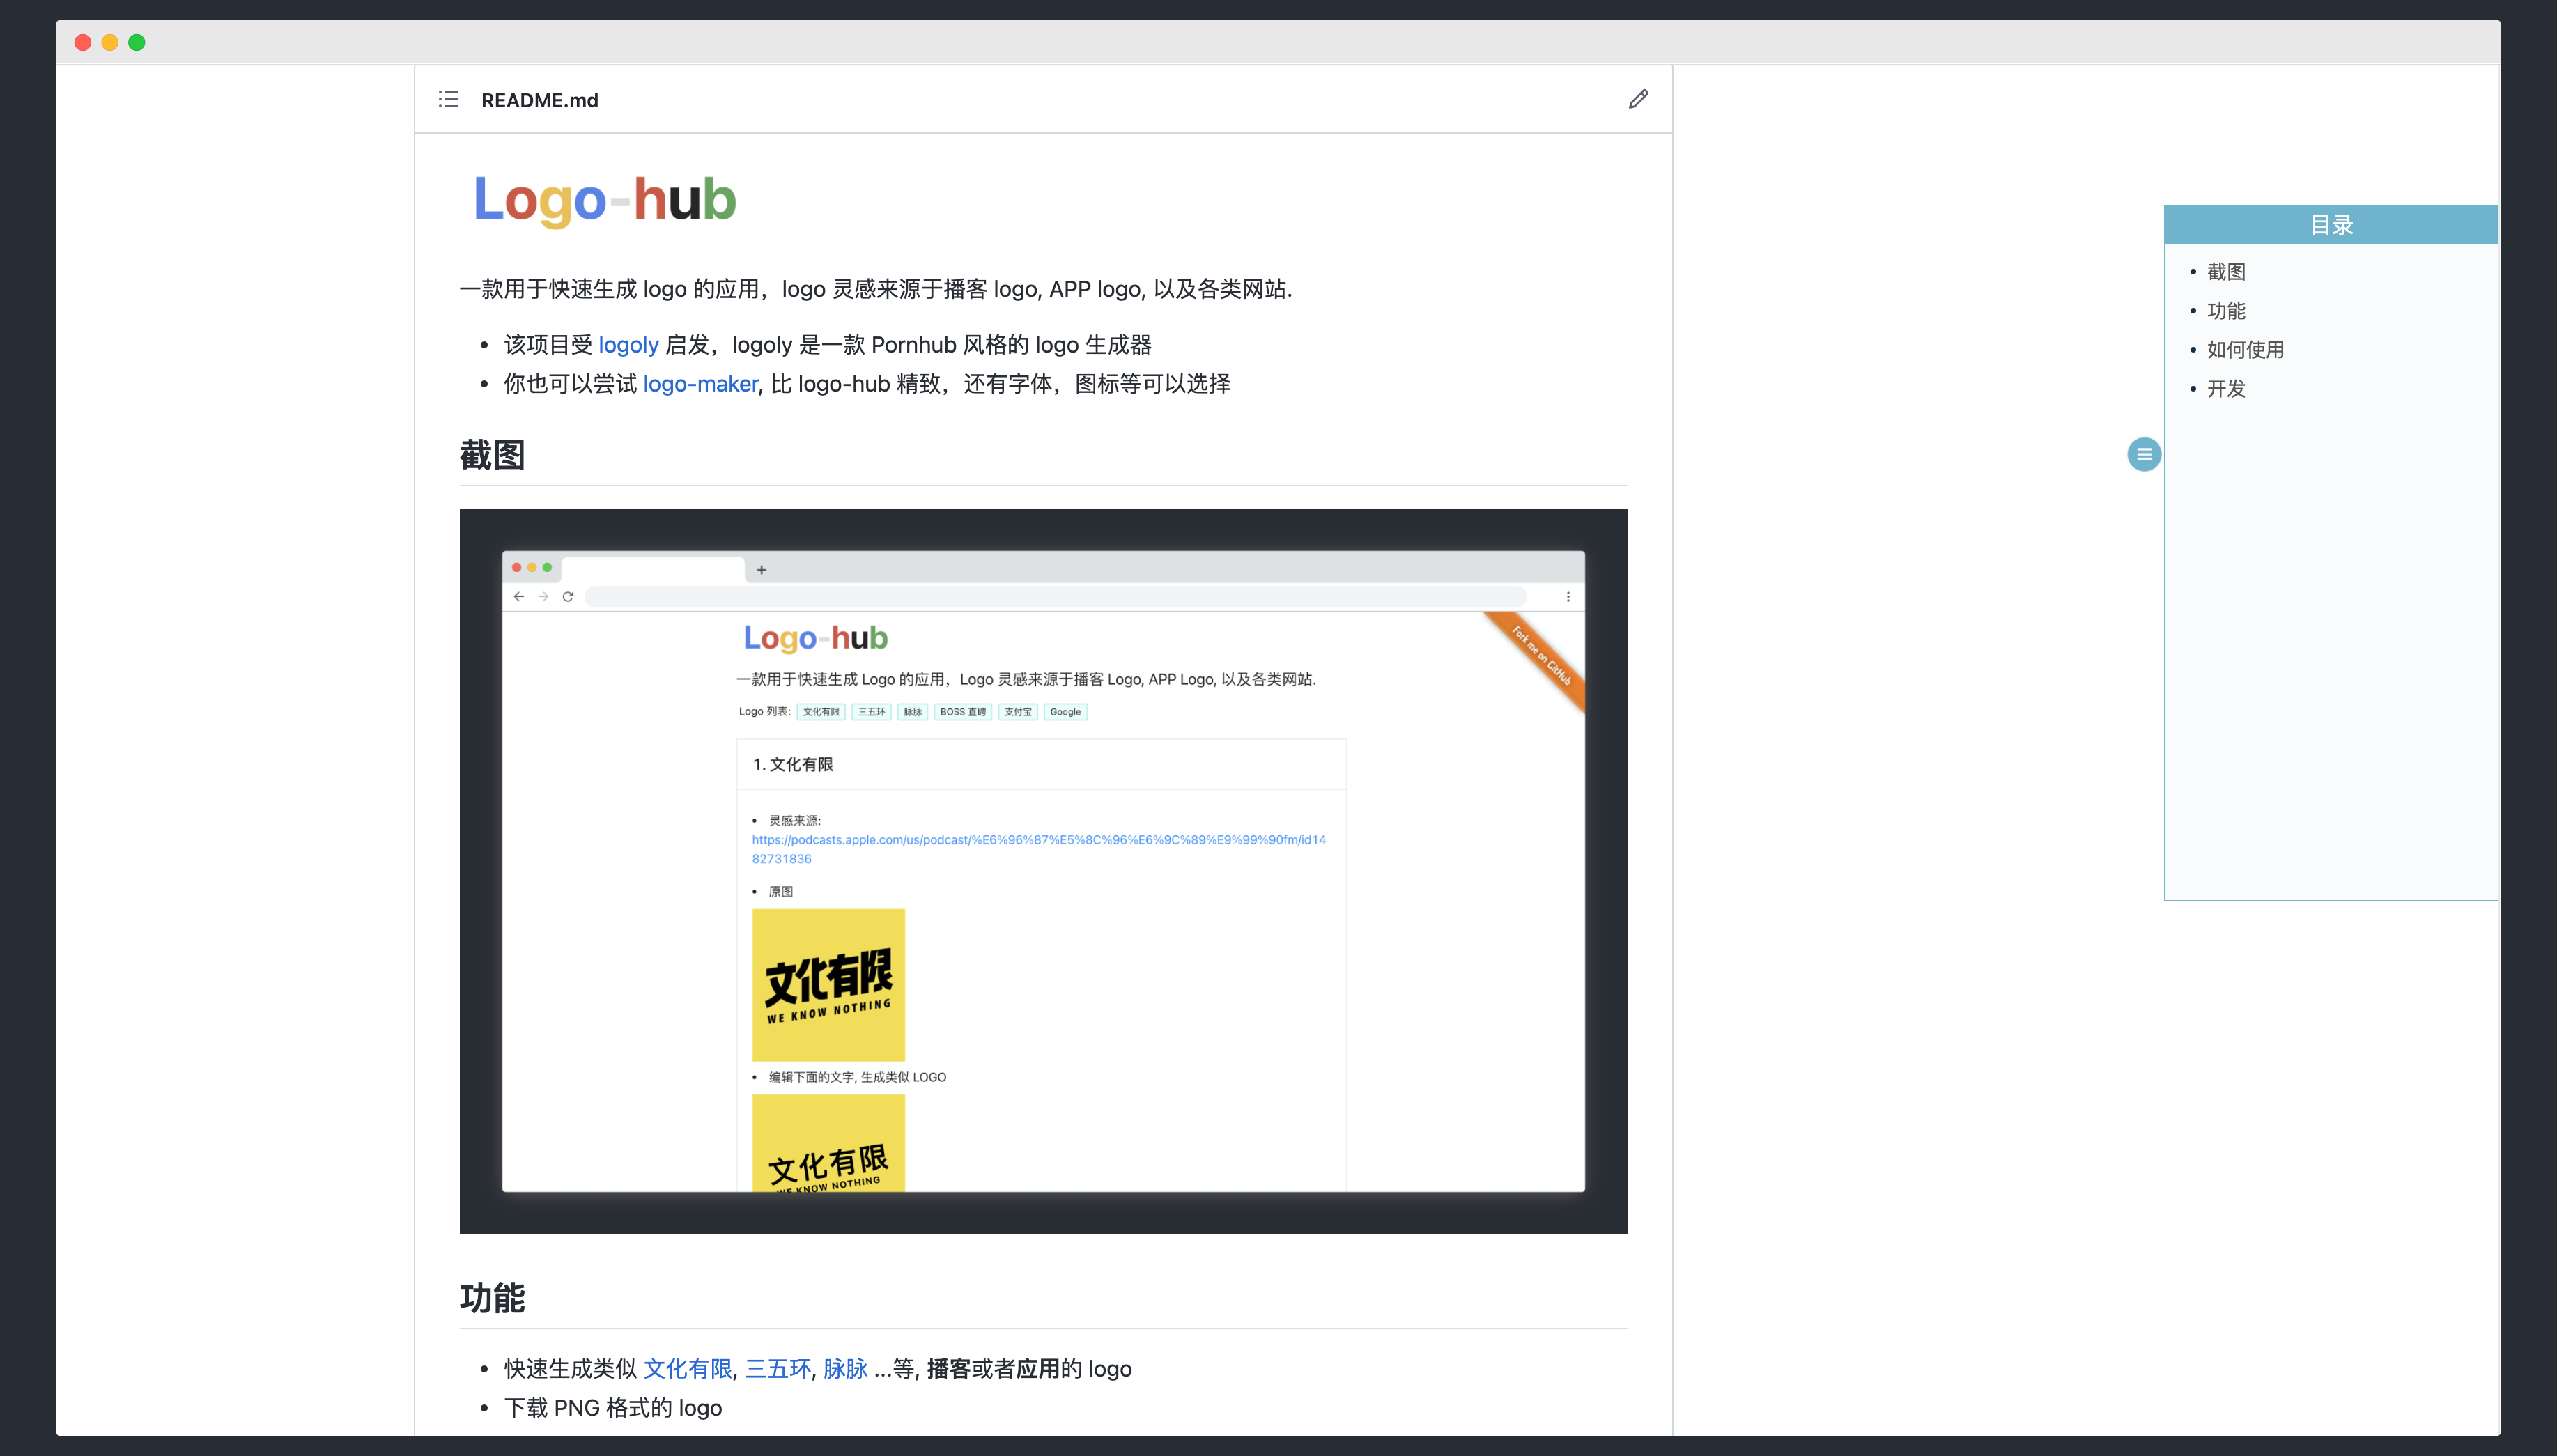 README.md
Logo-hub
一款用于快速生成 logo 的应用，logo 灵感来源于播客 logo, APP logo, 以及各类网站.
• 该项目受 logoly 启发，logoly 是一款 Pornhub 风格的 logo 生成器
• 你也可以尝试 logo-maker, 比 logo-hub 精致，还有字体，图标等可以选择
截图
Logo-hub
Fork me on GitHub
一款用于快速生成 Logo 的应用，Logo 灵感来源于播客 Logo, APP Logo, 以及各类网站.
Logo 列表: 文化有限 三五环 脉脉 BOSS 直聘 支付宝 Google
1. 文化有限
• 灵感来源:
https://podcasts.apple.com/us/podcast/%E6%96%87%E5%8C%96%E6%9C%89%E9%99%90fm/id14
82731836
• 原图
文化有限
WE KNOW NOTHING
• 编辑下面的文字, 生成类似 LOGO
文化有限
WE KNOW NOTHING
功能
• 快速生成类似 文化有限, 三五环, 脉脉 ...等, 播客或者应用的 logo
• 下载 PNG 格式的 logo
目录
• 截图
• 功能
• 如何使用
• 开发